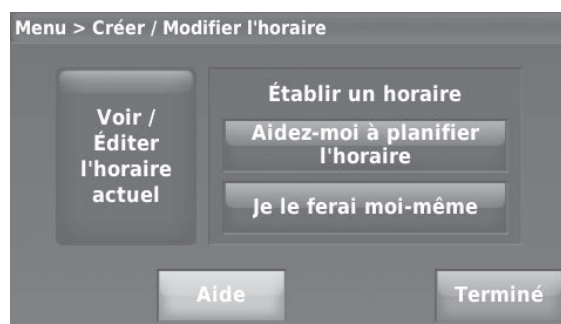 Menu > Créer / Modifier l'horaire
Voir /
Éditer
l'horaire
actuel
Établir un horaire
Aidez-moi à planifier
l'horaire
Je le ferai moi-même
Aide
Terminé